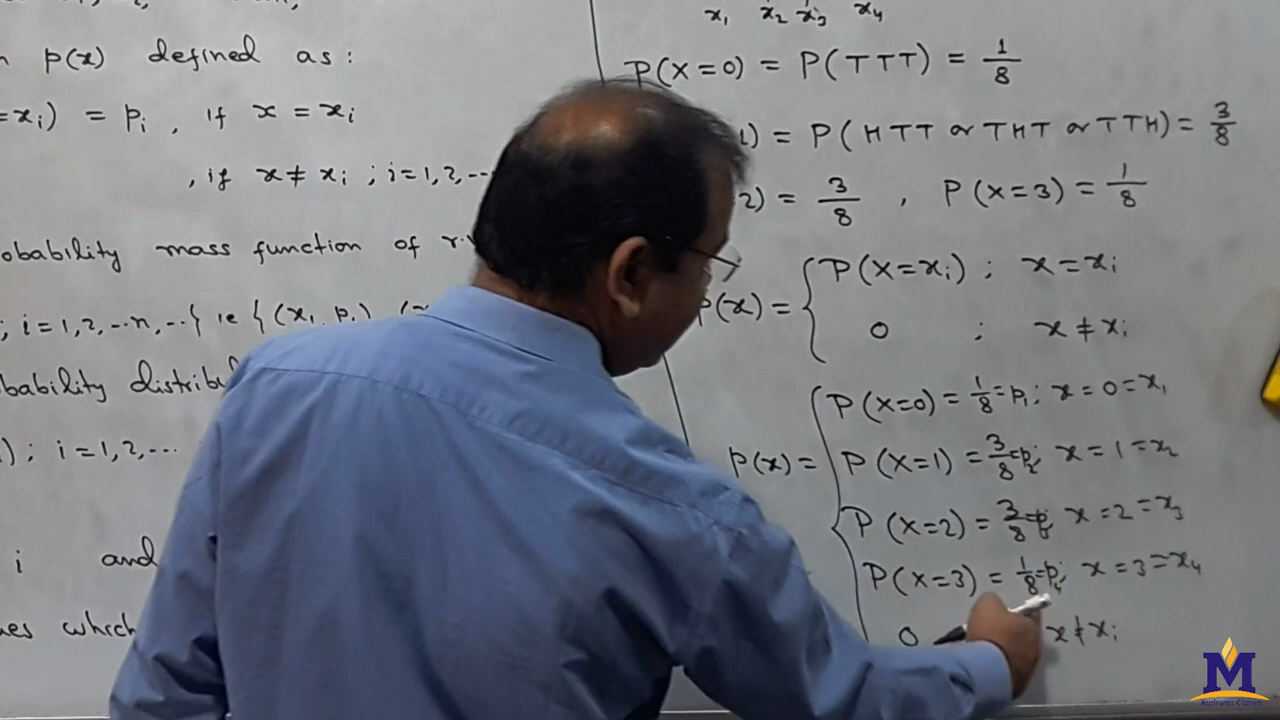 p(x) defined as:
=xi) = pi , if x = xi
, if x ≠ xi ; i=1,2,--
obability mass function of r.v
; i=1,2,--n,--} ie {(x1, p1)
bability distrib
); i=1,2,---
i and
es which
x1 x2 x3 x4
P(X=0) = P(TTT) = 1/8
1) = P(HTT or THT or TTH) = 3/8
2) = 3/8 , P(X=3) = 1/8
p(x) = { P(X=xi) ; x = xi
0 ; x ≠ xi
p(x) = { P(X=0) = 1/8 = p1 ; x = 0 = x1
P(X=1) = 3/8 = p2 ; x = 1 = x2
P(X=2) = 3/8 = p3 ; x = 2 = x3
P(X=3) = 1/8 = p4 ; x = 3 = x4
0 x ≠ xi
M
Aspirants Classes